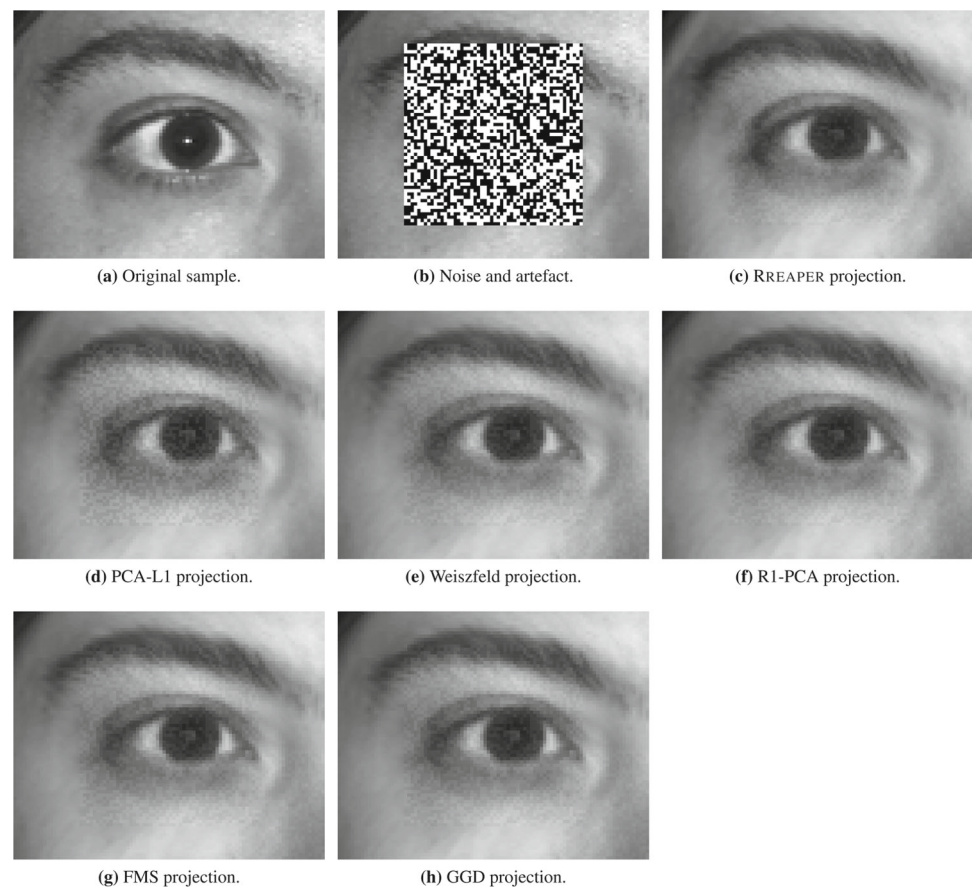 (a) Original sample.
(b) Noise and artefact.
(c) RREAPER projection.
(d) PCA-L1 projection.
(e) Weiszfeld projection.
(f) R1-PCA projection.
(g) FMS projection.
(h) GGD projection.